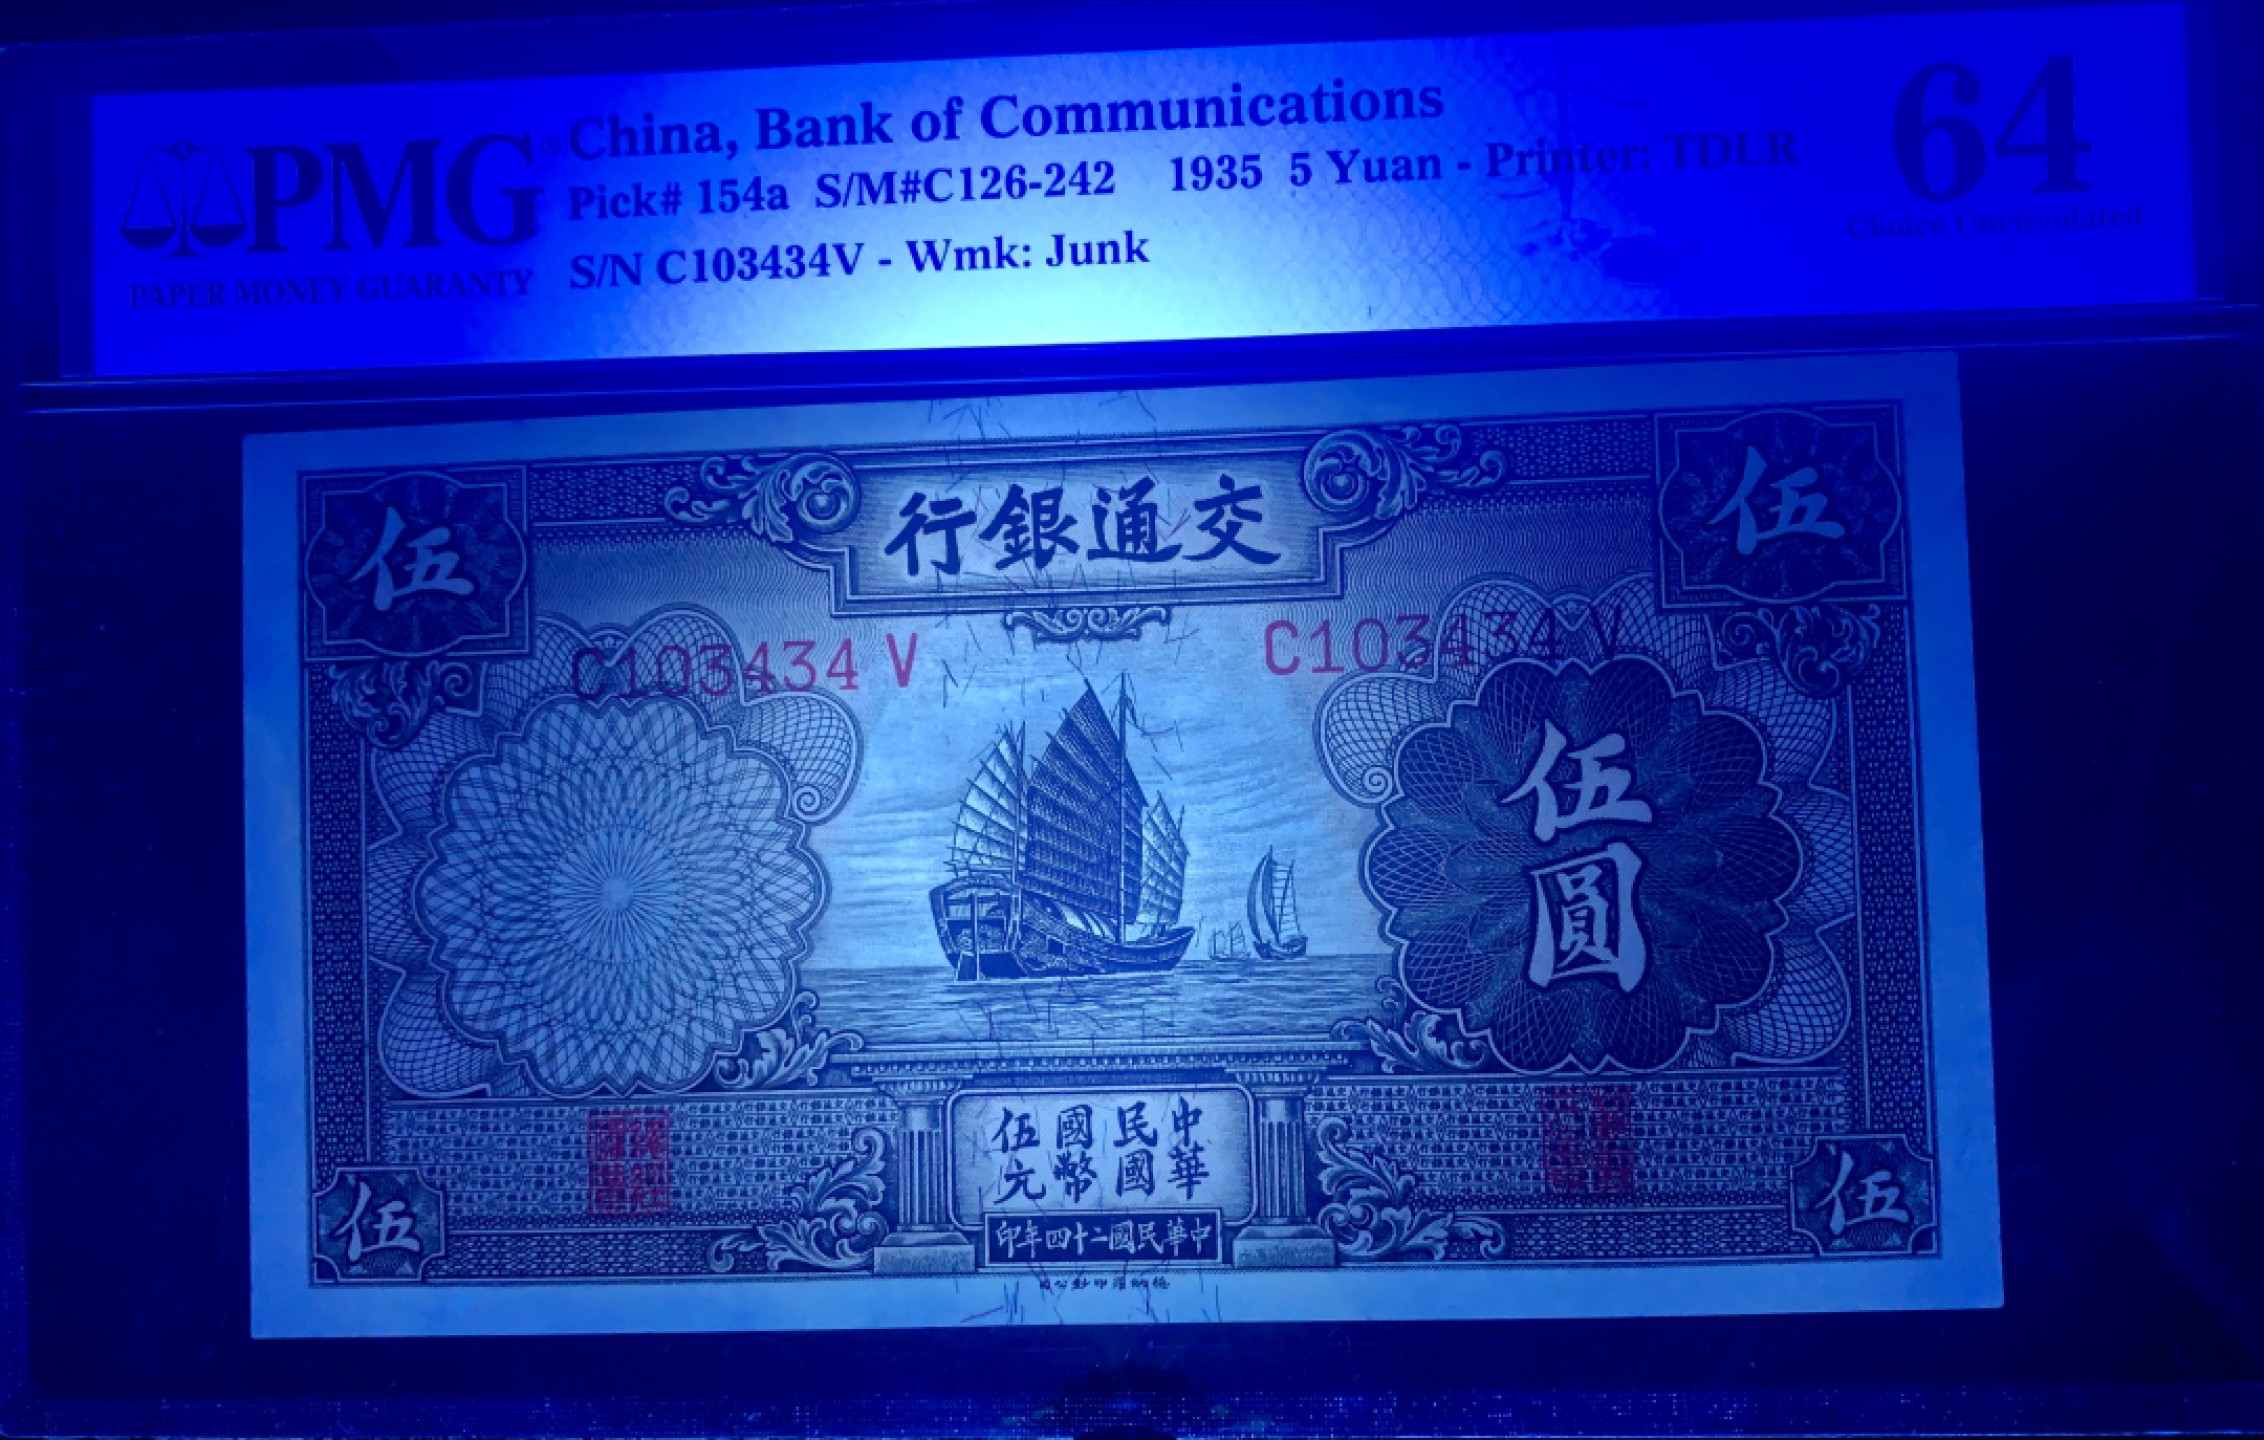 PMG®
PAPER MONEY GUARANTY
China, Bank of Communications
Pick# 154a S/M#C126-242 1935 5 Yuan - Printer: TDLR
S/N C103434V - Wmk: Junk
64
Choice Uncirculated
伍
行銀通交
伍
C103434V
C103434V
伍圓
中華民國國幣伍元
印年四十二國民華中
伍
伍